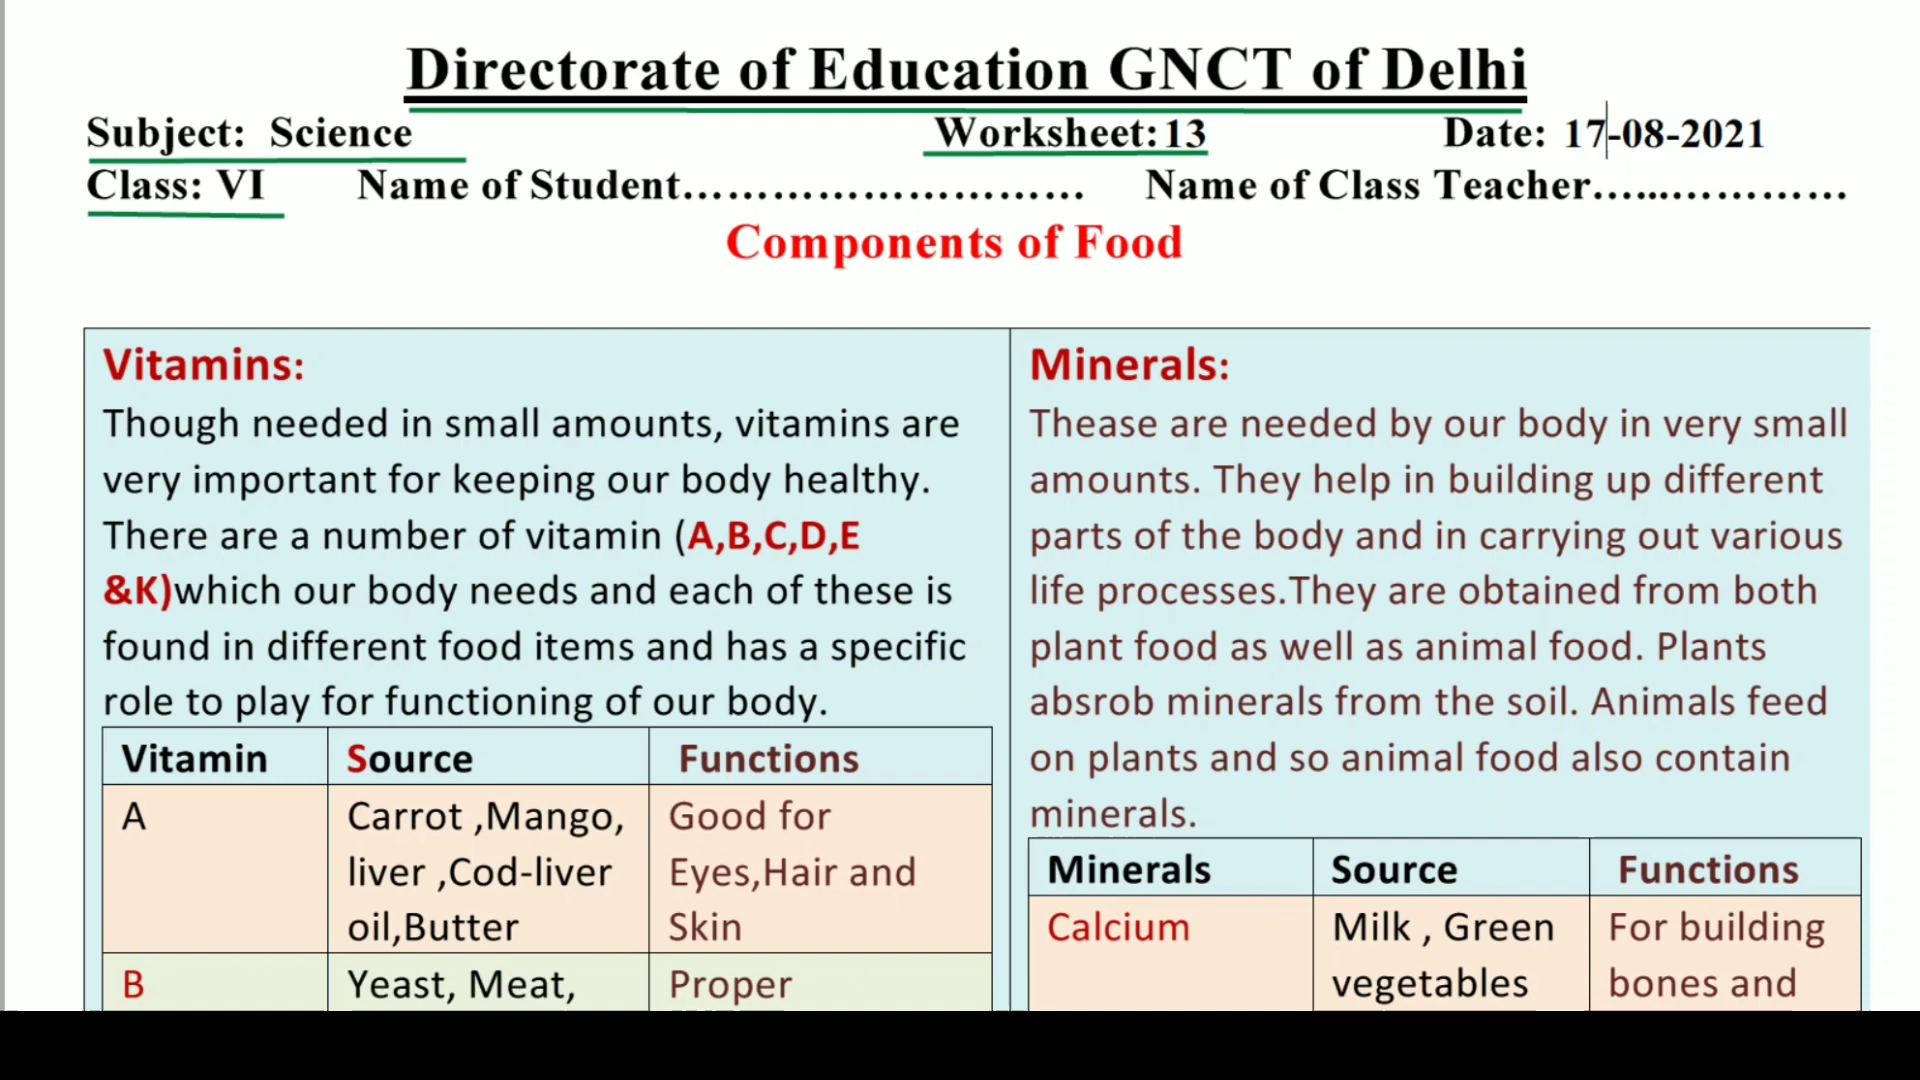 Directorate of Education GNCT of Delhi
Subject: Science Worksheet:13 Date: 17-08-2021
Class: VI Name of Student………………………… Name of Class Teacher…...…………
Components of Food
Vitamins:
Though needed in small amounts, vitamins are
very important for keeping our body healthy.
There are a number of vitamin (A,B,C,D,E
&K)which our body needs and each of these is
found in different food items and has a specific
role to play for functioning of our body.
Vitamin Source Functions
A Carrot ,Mango, Good for
liver ,Cod-liver Eyes,Hair and
oil,Butter Skin
B Yeast, Meat, Proper
Minerals:
Thease are needed by our body in very small
amounts. They help in building up different
parts of the body and in carrying out various
life processes.They are obtained from both
plant food as well as animal food. Plants
absrob minerals from the soil. Animals feed
on plants and so animal food also contain
minerals.
Minerals Source Functions
Calcium Milk , Green For building
vegetables bones and